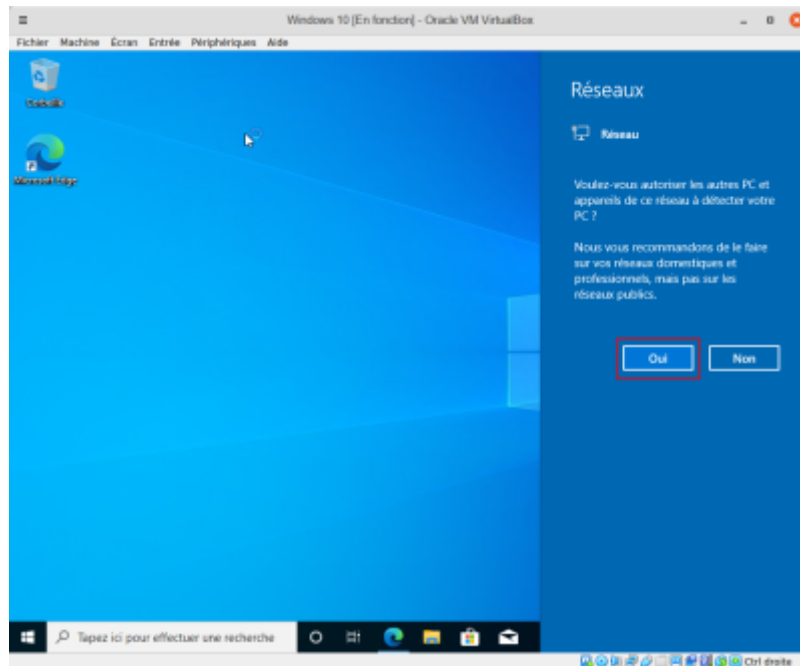 Windows 10 [En fonction] - Oracle VM VirtualBox
Fichier Machine Écran Entrée Périphériques Aide
Corbeille
Microsoft Edge
Réseaux
Réseau
Voulez-vous autoriser les autres PC et
appareils de ce réseau à détecter votre
PC ?
Nous vous recommandons de le faire
sur vos réseaux domestiques et
professionnels, mais pas sur les
réseaux publics.
Oui
Non
Tapez ici pour effectuer une recherche
Ctrl droite